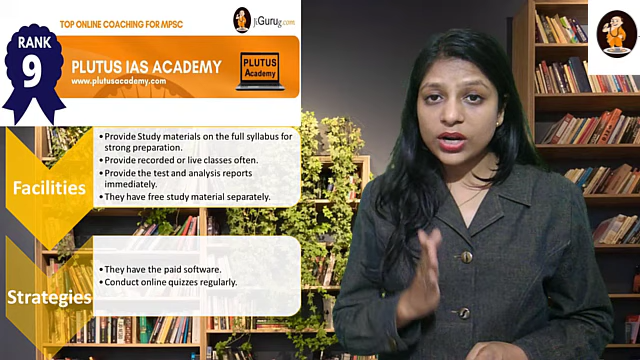 TOP ONLINE COACHING FOR MPSC
JiGurug.com
RANK
9
PLUTUS IAS ACADEMY
www.plutusacademy.com
PLUTUS
Academy
Facilities
•Provide Study materials on the full syllabus for
strong preparation.
•Provide recorded or live classes often.
•Provide the test and analysis reports
immediately.
•They have free study material separately.
Strategies
•They have the paid software.
•Conduct online quizzes regularly.